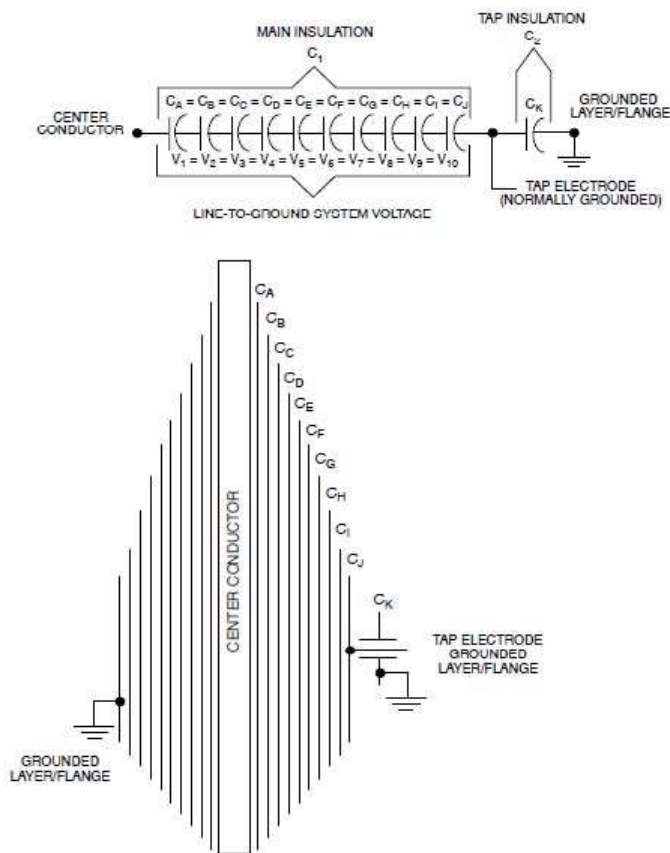 MAIN INSULATION
C1
TAP INSULATION
C2
CA = CB = CC = CD = CE = CF = CG = CH = CI = CJ
CK
GROUNDED
LAYER/FLANGE
CENTER
CONDUCTOR
V1 = V2 = V3 = V4 = V5 = V6 = V7 = V8 = V9 = V10
TAP ELECTRODE
(NORMALLY GROUNDED)
LINE-TO-GROUND SYSTEM VOLTAGE
CA
CB
CC
CD
CE
CF
CG
CH
CI
CJ
CENTER CONDUCTOR
CK
TAP ELECTRODE
GROUNDED
LAYER/FLANGE
GROUNDED
LAYER/FLANGE